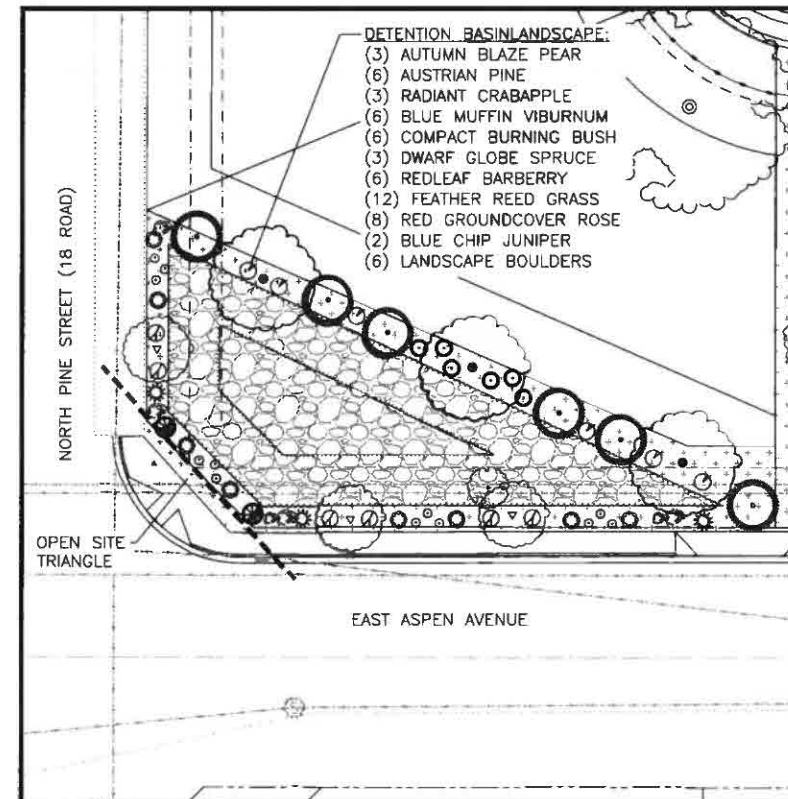 DETENTION BASINLANDSCAPE:
(3) AUTUMN BLAZE PEAR
(6) AUSTRIAN PINE
(3) RADIANT CRABAPPLE
(6) BLUE MUFFIN VIBURNUM
(6) COMPACT BURNING BUSH
(3) DWARF GLOBE SPRUCE
(6) REDLEAF BARBERRY
(12) FEATHER REED GRASS
(8) RED GROUNDCOVER ROSE
(2) BLUE CHIP JUNIPER
(6) LANDSCAPE BOULDERS
NORTH PINE STREET (18 ROAD)
OPEN SITE
TRIANGLE
EAST ASPEN AVENUE